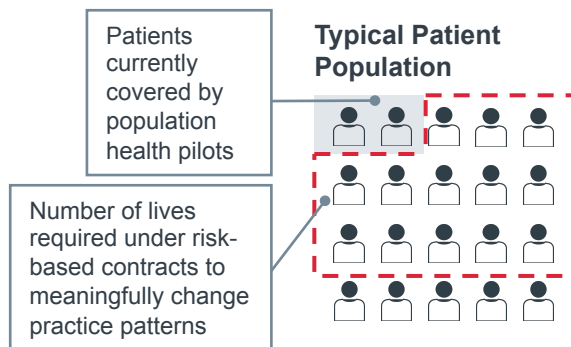 Patients
currently
covered by
population
health pilots
Typical Patient
Population
Number of lives
required under risk-
based contracts to
meaningfully change
practice patterns